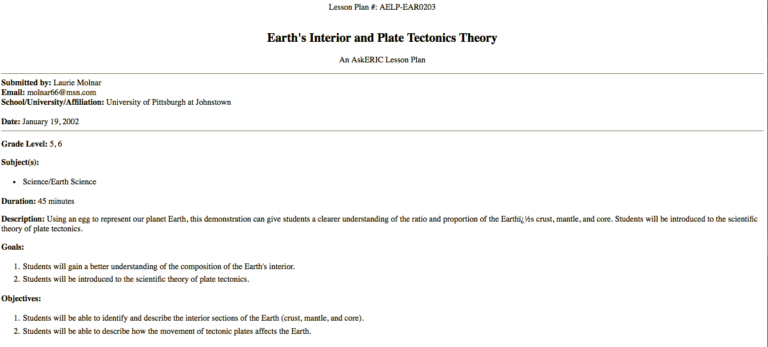 Lesson Plan #: AELP-EAR0203
Earth's Interior and Plate Tectonics Theory
An AskERIC Lesson Plan
Submitted by: Laurie Molnar
Email: molnar66@msn.com
School/University/Affiliation: University of Pittsburgh at Johnstown
Date: January 19, 2002
Grade Level: 5, 6
Subject(s):
• Science/Earth Science
Duration: 45 minutes
Description: Using an egg to represent our planet Earth, this demonstration can give students a clearer understanding of the ratio and proportion of the Earthï¿½s crust, mantle, and core. Students will be introduced to the scientific
theory of plate tectonics.
Goals:
1. Students will gain a better understanding of the composition of the Earth's interior.
2. Students will be introduced to the scientific theory of plate tectonics.
Objectives:
1. Students will be able to identify and describe the interior sections of the Earth (crust, mantle, and core).
2. Students will be able to describe how the movement of tectonic plates affects the Earth.